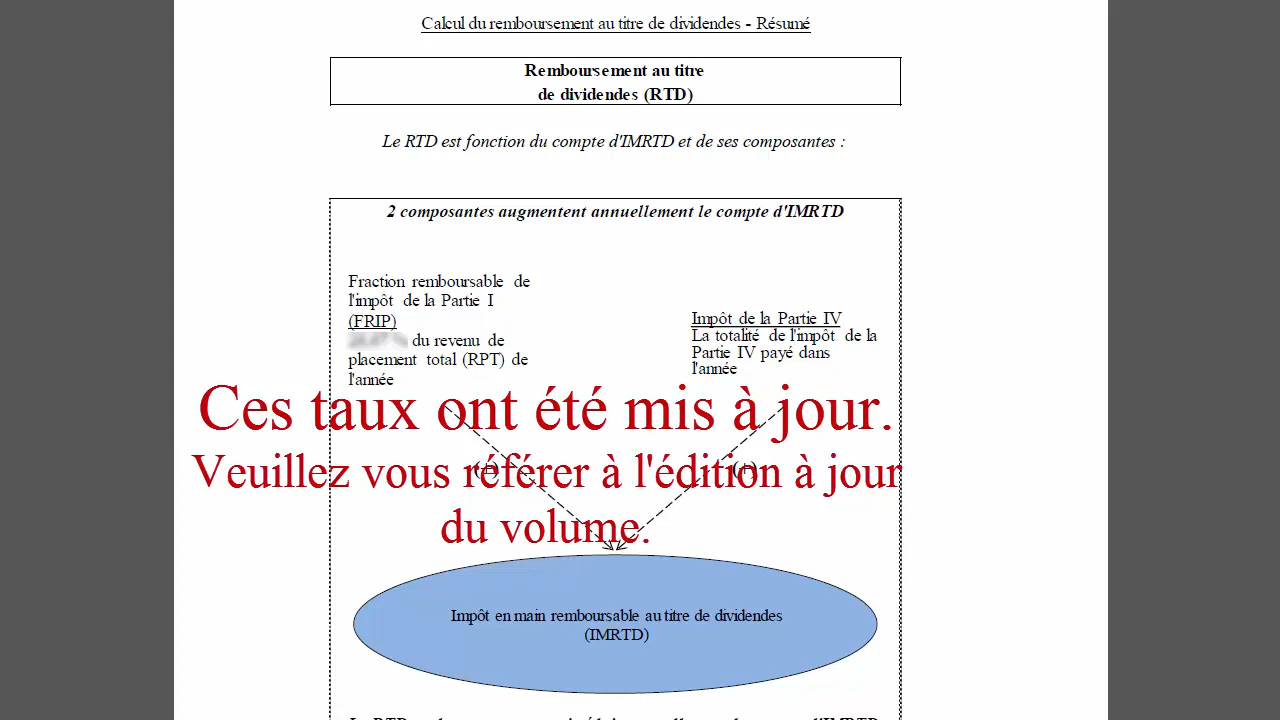 Calcul du remboursement au titre de dividendes - Résumé
Remboursement au titre
de dividendes (RTD)
Le RTD est fonction du compte d'IMRTD et de ses composantes :
2 composantes augmentent annuellement le compte d'IMRTD
Fraction remboursable de
l'impôt de la Partie I
(FRIP)
du revenu de
placement total (RPT) de
l'année
Impôt de la Partie IV
La totalité de l'impôt de la
Partie IV payé dans
l'année
Ces taux ont été mis à jour.
Veuillez vous référer à l'édition à jour
du volume.
(+)
(+)
Impôt en main remboursable au titre de dividendes
(IMRTD)